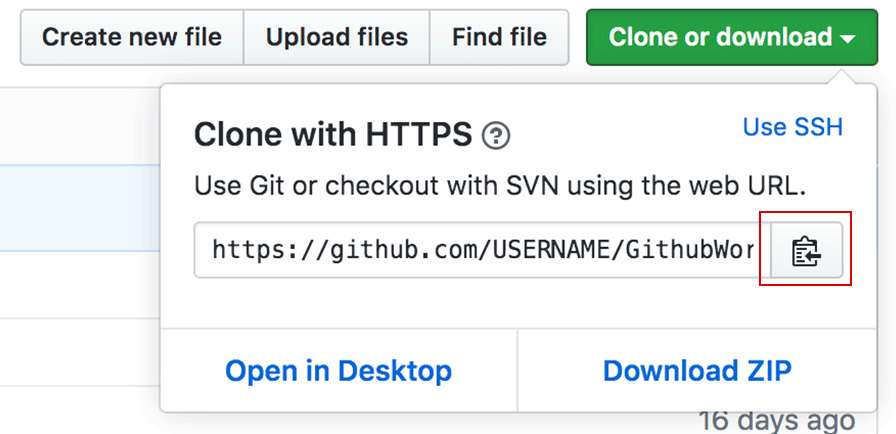 Create new file Upload files Find file Clone or download
Clone with HTTPS ?
Use SSH
Use Git or checkout with SVN using the web URL.
https://github.com/USERNAME/GithubWor
Open in Desktop Download ZIP
16 days ago